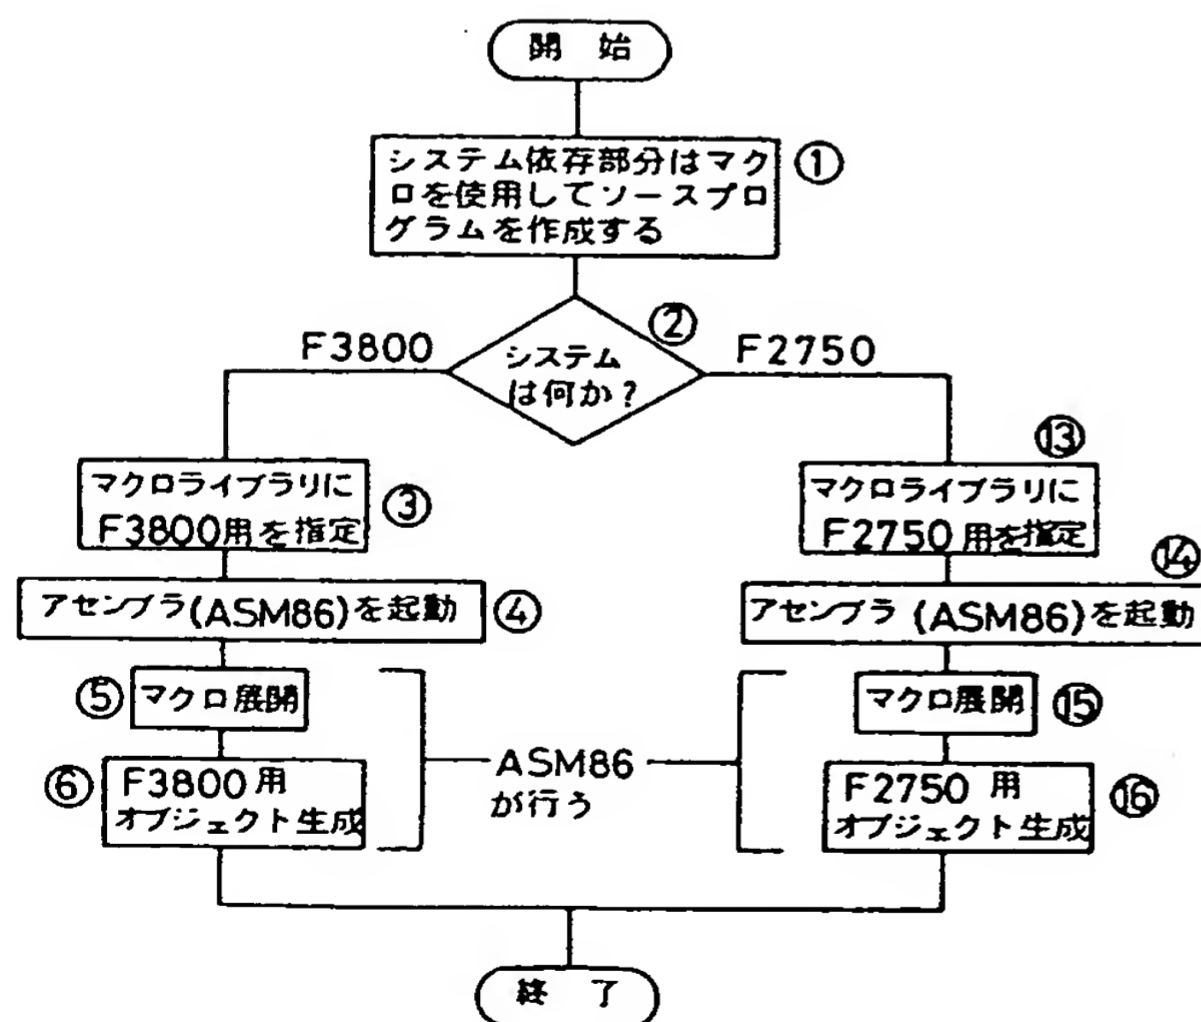 開 始
システム依存部分はマク
ロを使用してソースプロ
グラムを作成する
①
②
システム
は何か?
F3800
F2750
マクロライブラリに
F3800用を指定
③
アセンブラ(ASM86)を起動
④
⑤
マクロ展開
⑥
F3800用
オブジェクト生成
ASM86
が行う
⑬
マクロライブラリに
F2750用を指定
⑭
アセンブラ(ASM86)を起動
マクロ展開
⑮
F2750用
オブジェクト生成
⑯
終 了